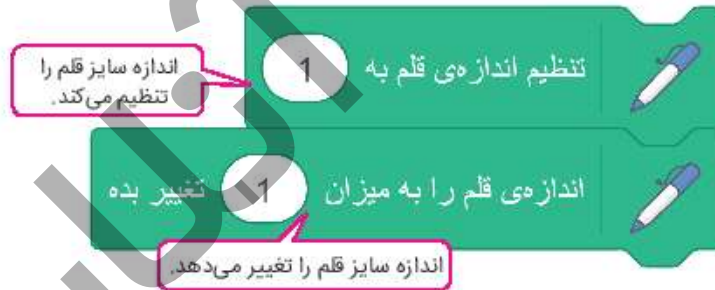 تنظیم اندازه‌ی قلم به 1
اندازه سایز قلم را
تنظیم می‌کند.
اندازه‌ی قلم را به میزان 1 تغییر بده
اندازه سایز قلم را تغییر می‌دهد.